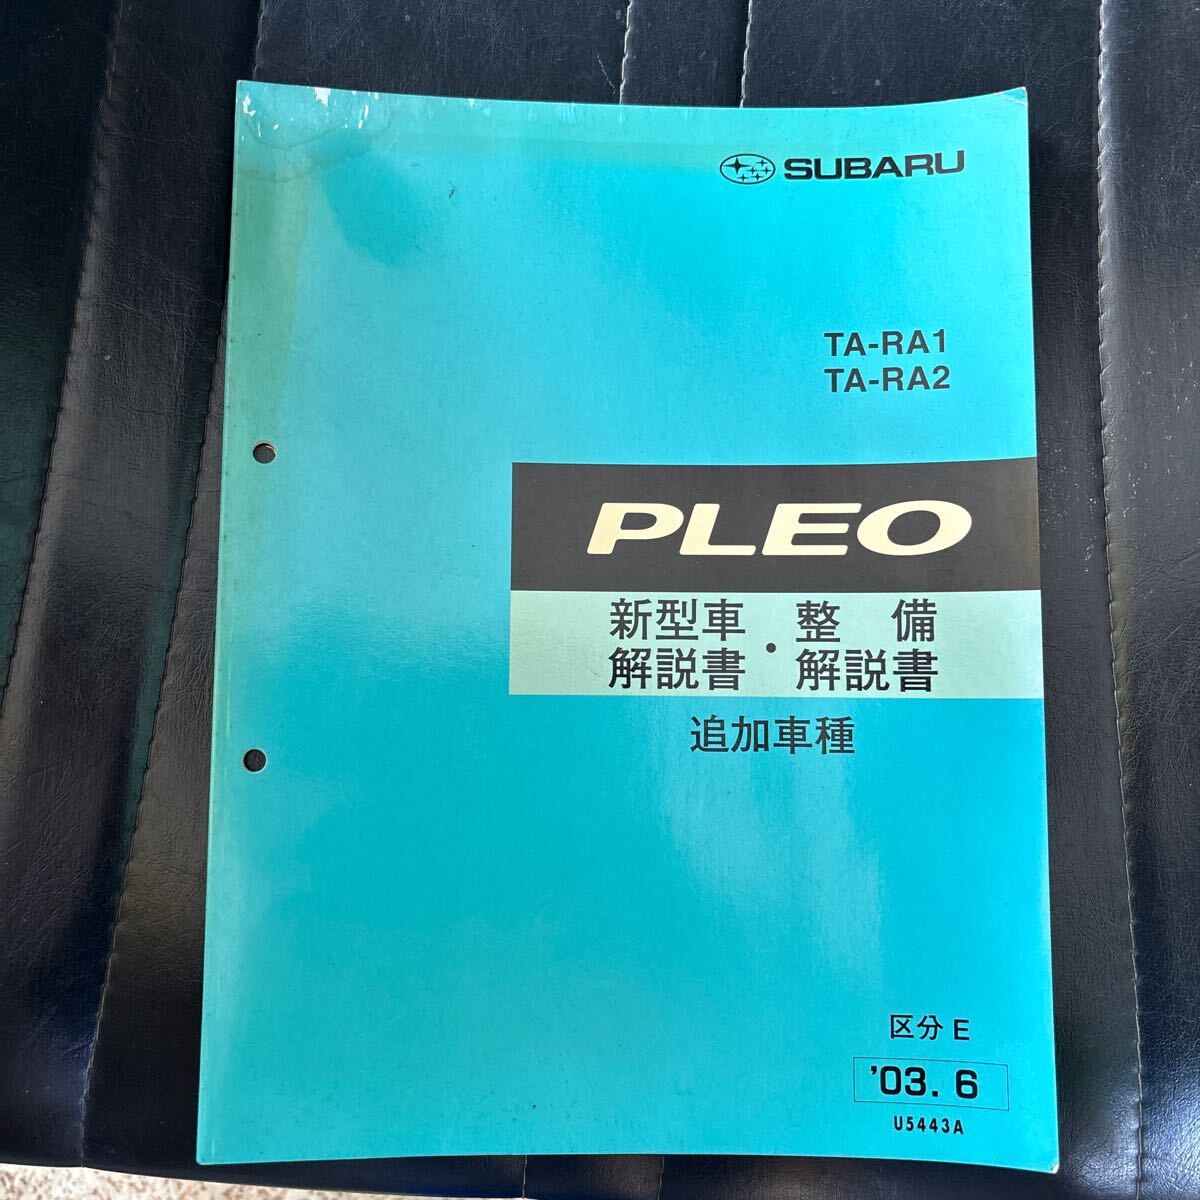 SUBARU
TA-RA1
TA-RA2
PLEO
新型車 ・ 整備
解説書 ・ 解説書
追加車種
区分 E
'03. 6
U5443A